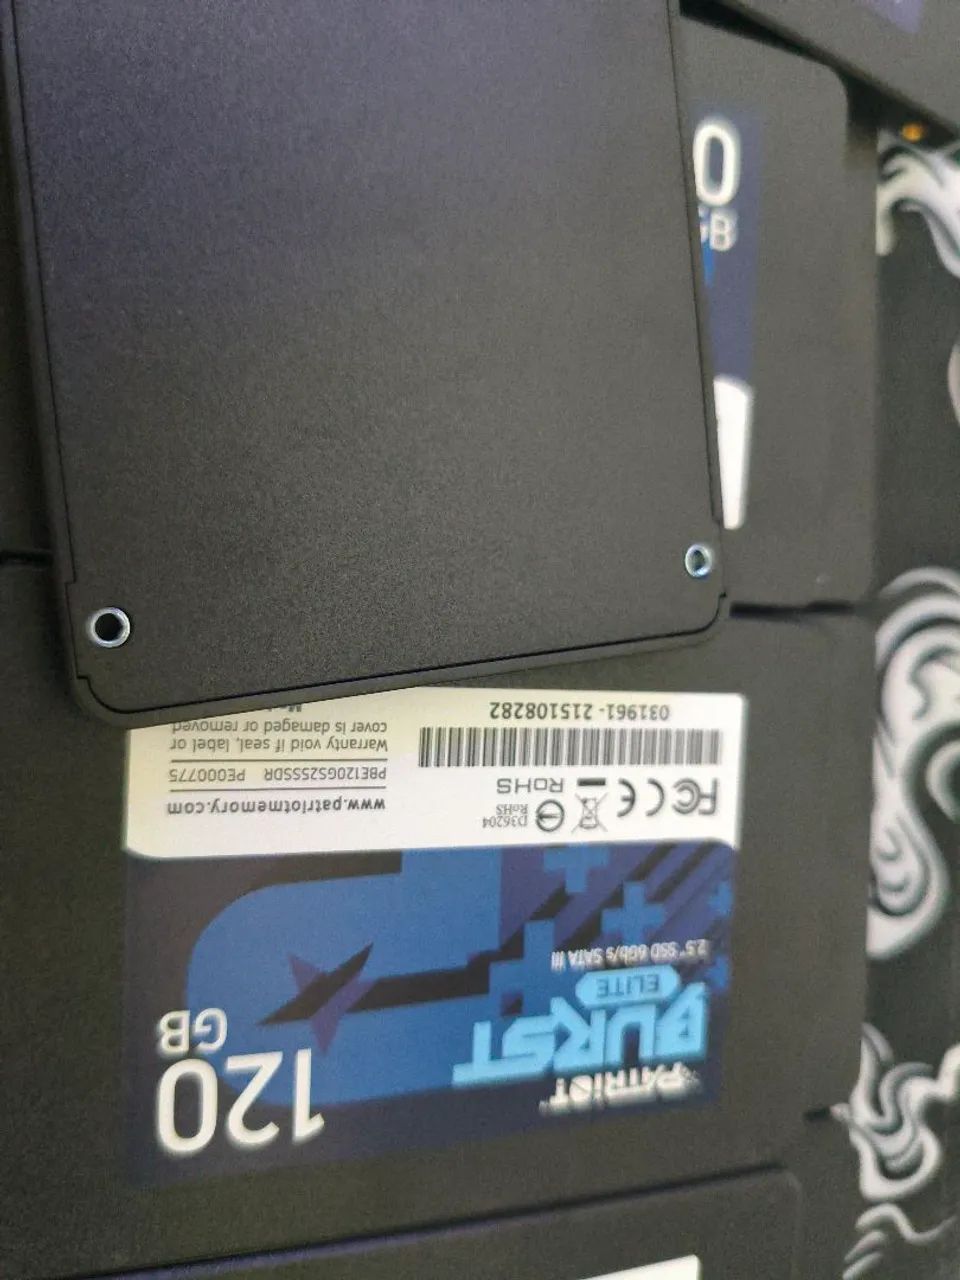 PATRIOT
BURST
ELITE
2.5" SSD 6Gb/s SATA III
120
GB
FC CE RoHS
D36204
RoHS
031961-215108282
www.patriotmemory.com
PBE120GS25SSDR PE000775
Warranty void if seal, label or
cover is damaged or removed
0
GB